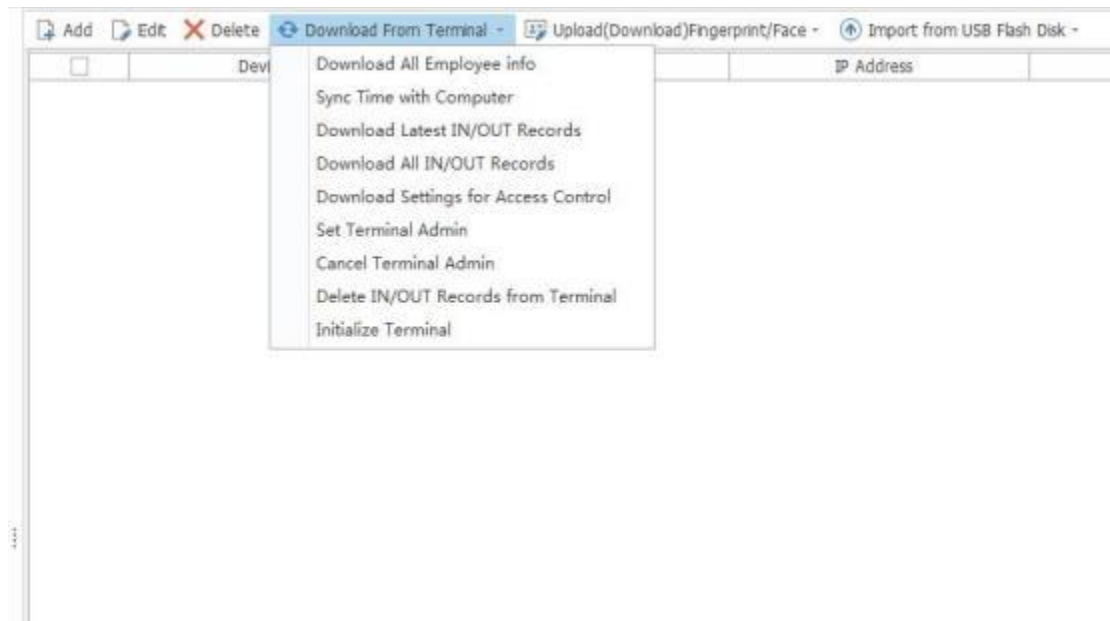 Add Edit Delete Download From Terminal Upload(Download)Fingerprint/Face Import from USB Flash Disk
IP Address
Download All Employee info
Sync Time with Computer
Download Latest IN/OUT Records
Download All IN/OUT Records
Download Settings for Access Control
Set Terminal Admin
Cancel Terminal Admin
Delete IN/OUT Records from Terminal
Initialize Terminal